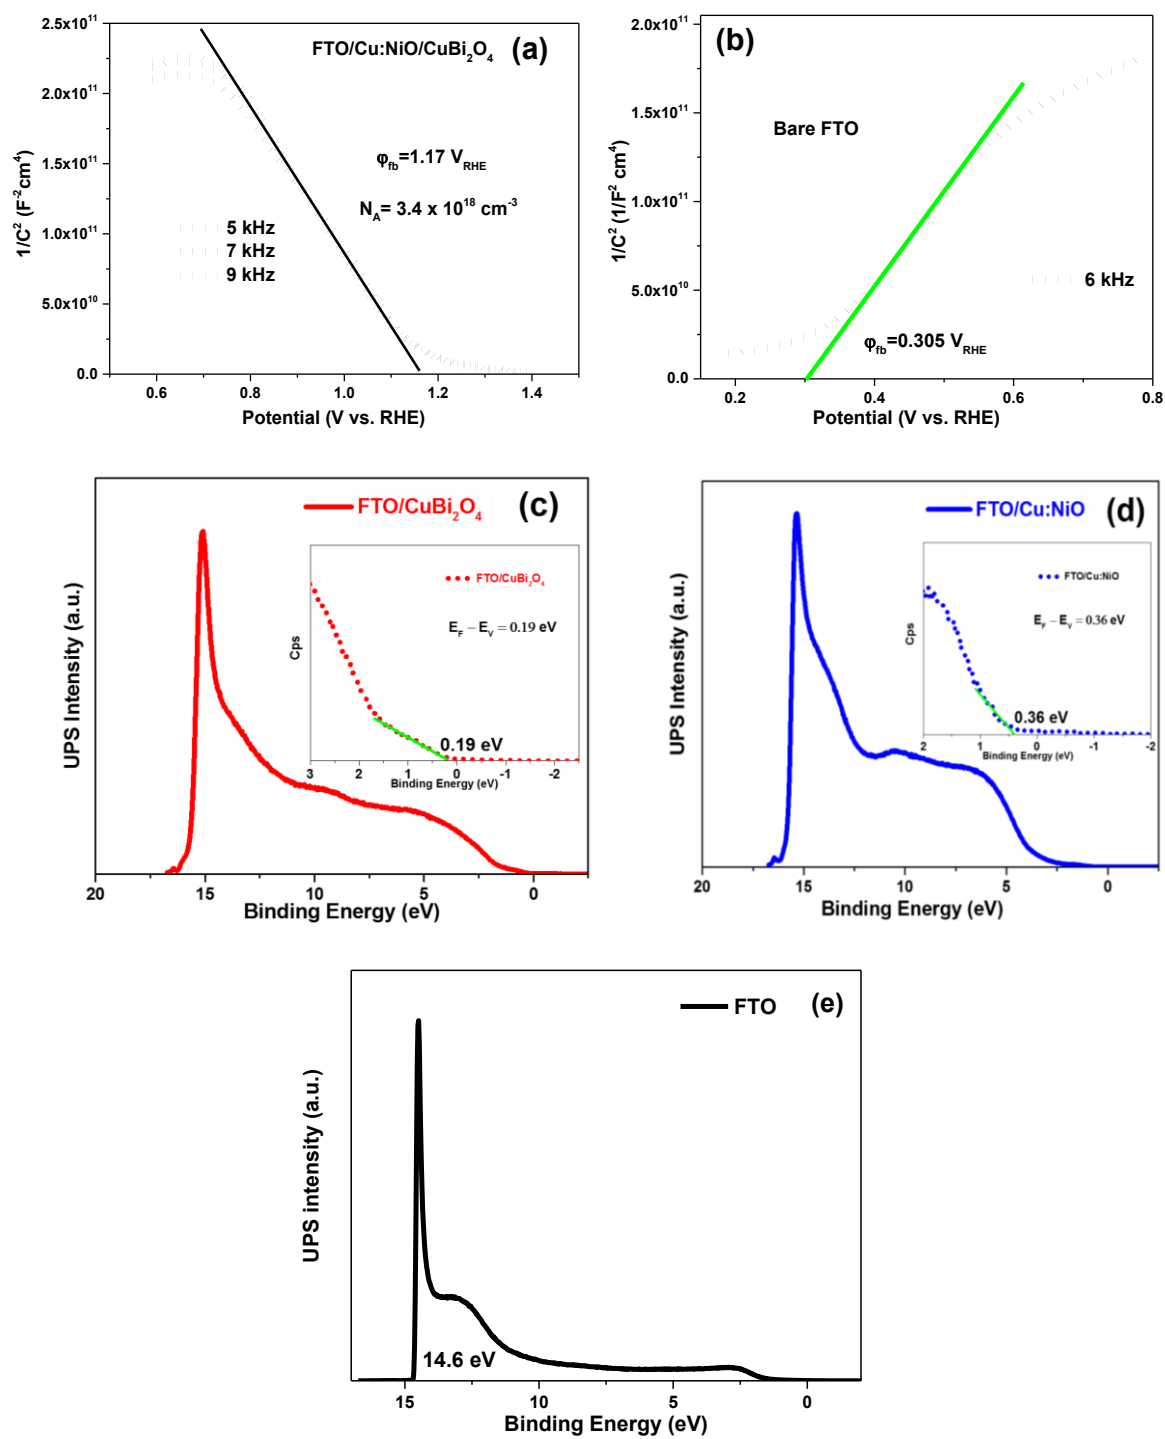 FTO/Cu:NiO/CuBi₂O₄ (a)
2.5x10¹¹
2.0x10¹¹
1.5x10¹¹
1.0x10¹¹
5.0x10¹⁰
0.0
1/C² (F⁻²cm⁴)
φfb=1.17 VRHE
NA= 3.4 x 10¹⁸ cm⁻³
5 kHz
7 kHz
9 kHz
0.6 0.8 1.0 1.2 1.4
Potential (V vs. RHE)
(b)
2.0x10¹¹
1.5x10¹¹
1.0x10¹¹
5.0x10¹⁰
0.0
1/C² (1/F² cm⁴)
Bare FTO
6 kHz
φfb=0.305 VRHE
0.2 0.4 0.6 0.8
Potential (V vs. RHE)
FTO/CuBi₂O₄ (c)
UPS Intensity (a.u.)
FTO/CuBi₂O₄
EF − EV = 0.19 eV
Cps
0.19 eV
3 2 1 0 -1 -2
Binding Energy (eV)
20 15 10 5 0
Binding Energy (eV)
FTO/Cu:NiO (d)
UPS Intensity (a.u.)
FTO/Cu:NiO
EF − EV = 0.36 eV
Cps
0.36 eV
2 1 0 -1 -2
Binding Energy (eV)
20 15 10 5 0
Binding Energy (eV)
FTO (e)
UPS intensity (a.u.)
14.6 eV
15 10 5 0
Binding Energy (eV)